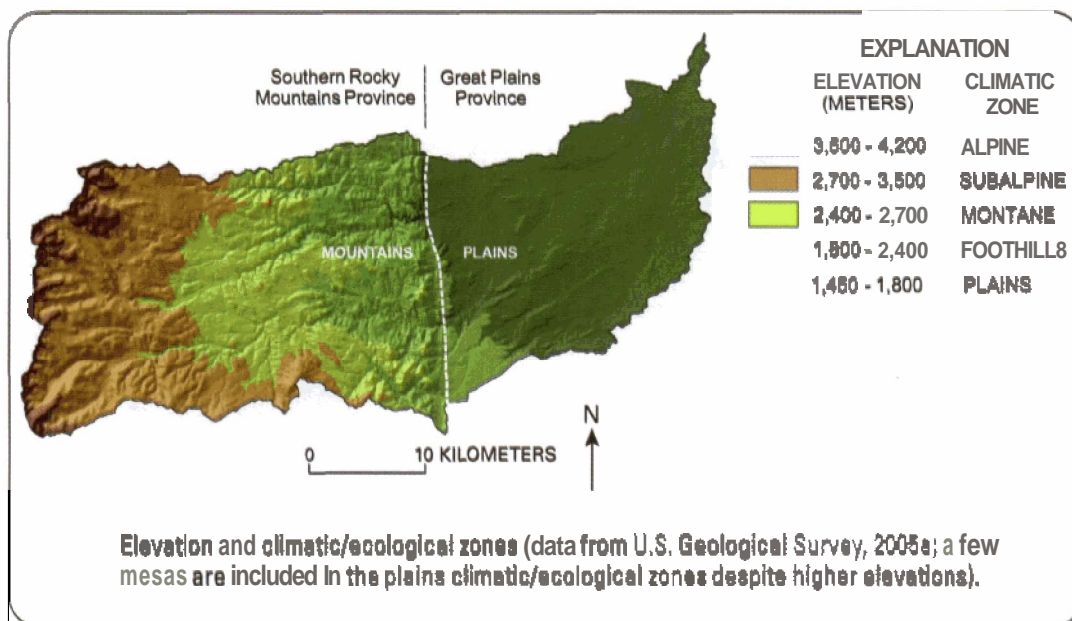 Southern Rocky
Mountains Province
Great Plains
Province
MOUNTAINS
PLAINS
0 10 KILOMETERS
N
EXPLANATION
ELEVATION
(METERS)
CLIMATIC
ZONE
3,500 - 4,200 ALPINE
2,700 - 3,500 SUBALPINE
2,400 - 2,700 MONTANE
1,800 - 2,400 FOOTHILL8
1,450 - 1,800 PLAINS
Elevation and climatic/ecological zones (data from U.S. Geological Survey, 2005a; a few
mesas are included In the plains climatic/ecological zones despite higher elevations).